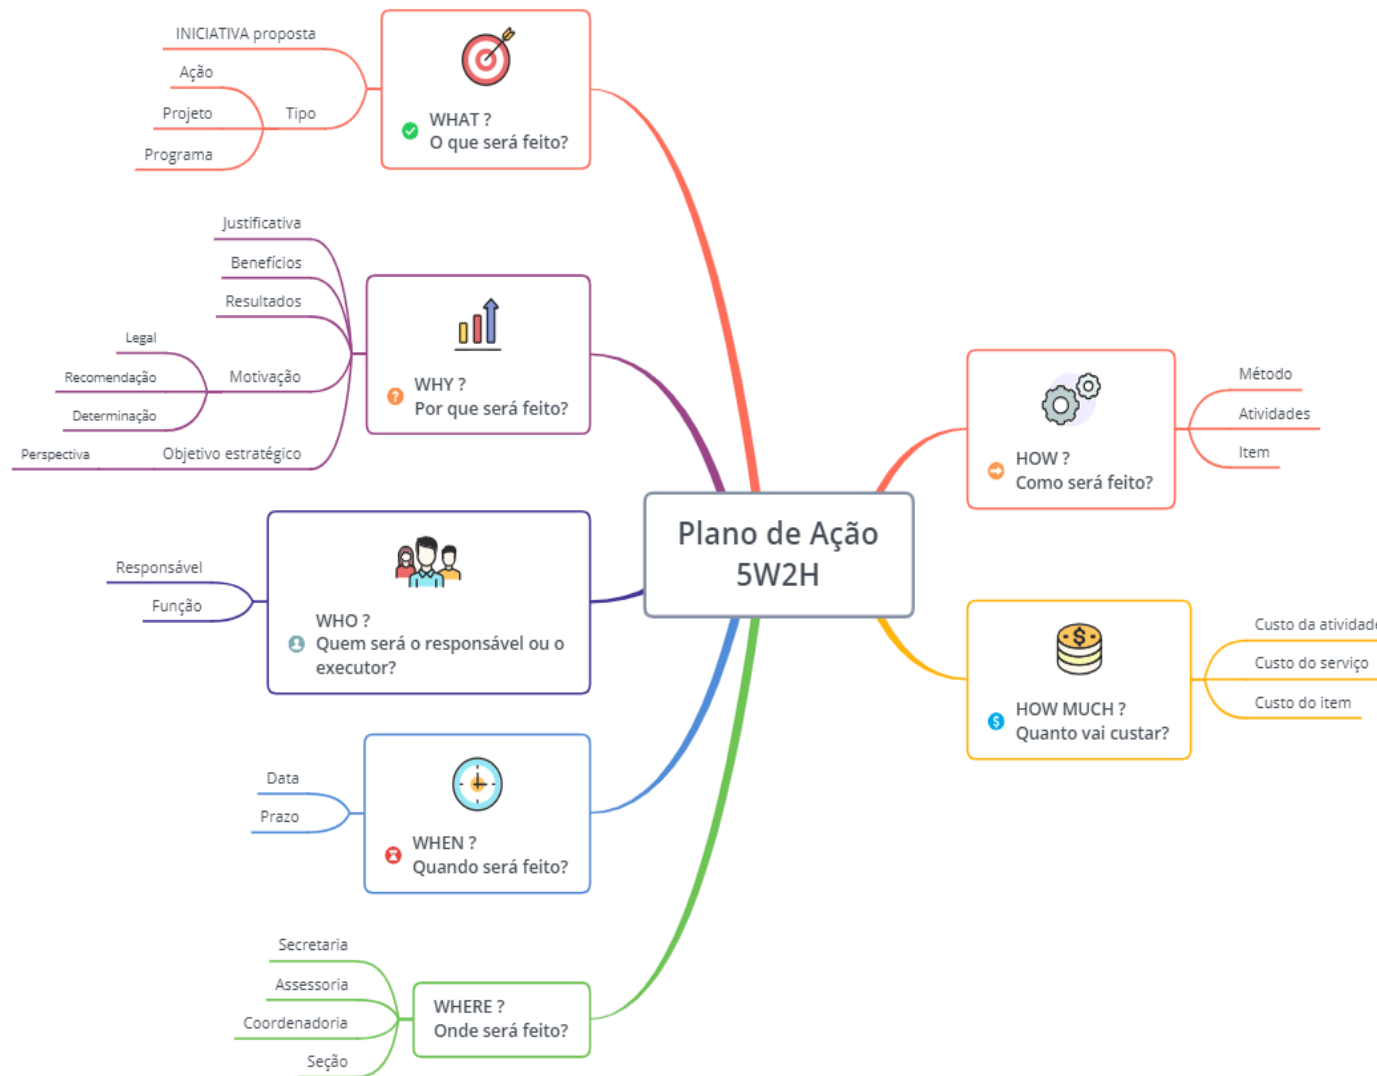 INICIATIVA proposta
Ação
Projeto
Programa
Tipo
WHAT ?
O que será feito?
Justificativa
Benefícios
Resultados
Legal
Recomendação
Determinação
Motivação
Perspectiva
Objetivo estratégico
WHY ?
Por que será feito?
Responsável
Função
WHO ?
Quem será o responsável ou o
executor?
Data
Prazo
WHEN ?
Quando será feito?
Secretaria
Assessoria
Coordenadoria
Seção
WHERE ?
Onde será feito?
Plano de Ação
5W2H
HOW ?
Como será feito?
Método
Atividades
Item
HOW MUCH ?
Quanto vai custar?
Custo da atividade
Custo do serviço
Custo do item